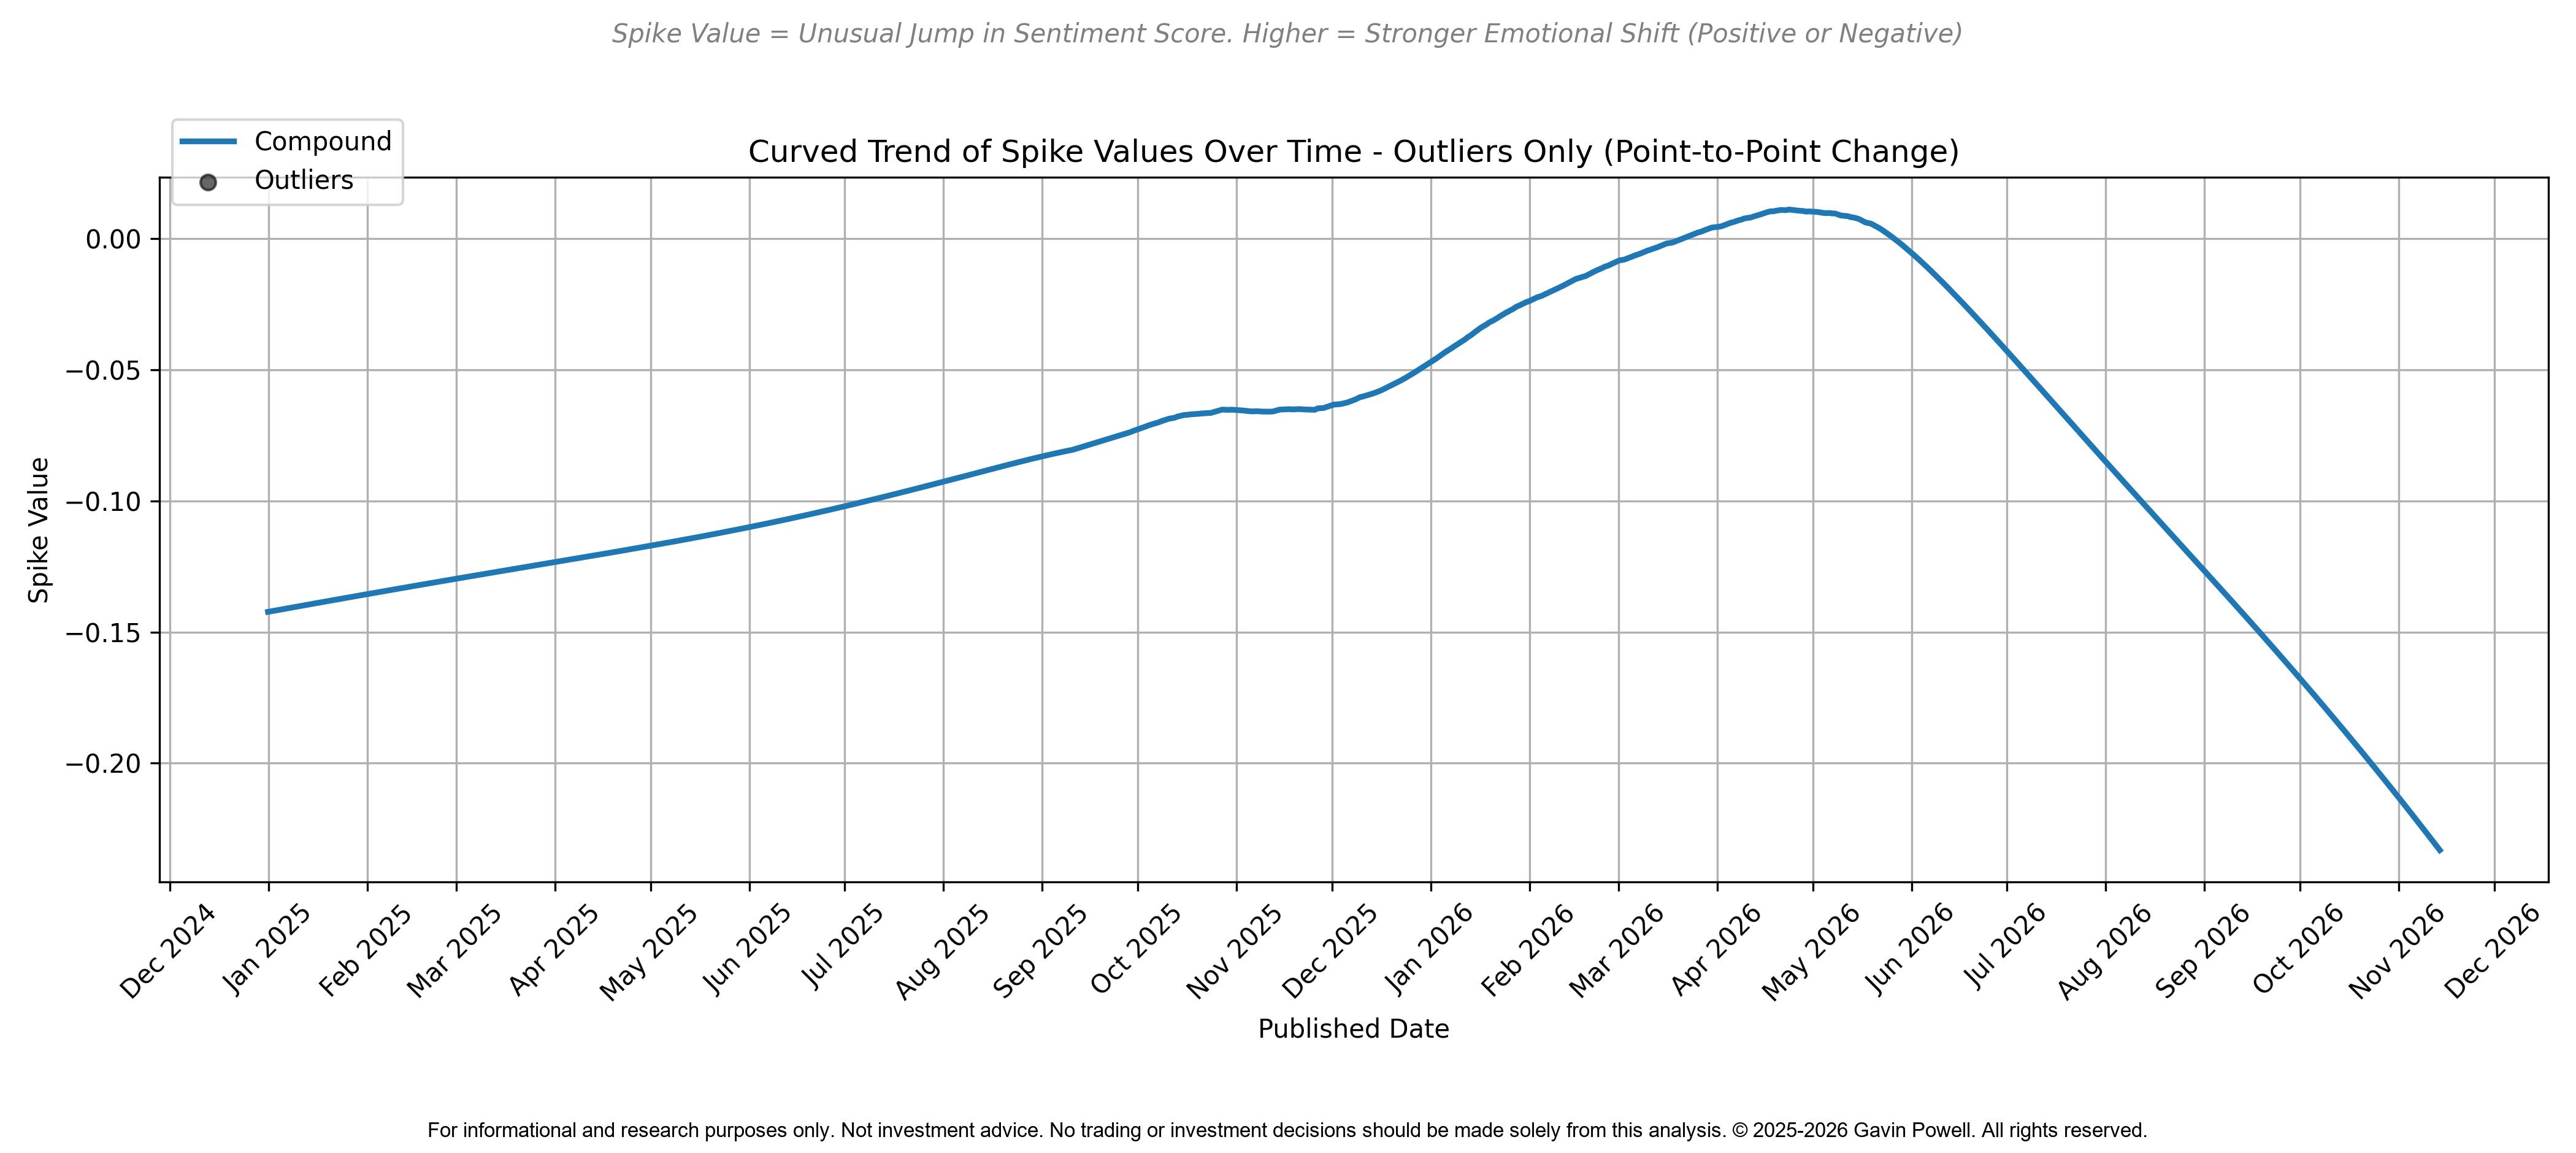 Spike Value = Unusual Jump in Sentiment Score. Higher = Stronger Emotional Shift (Positive or Negative)
Compound
Outliers
Curved Trend of Spike Values Over Time - Outliers Only (Point-to-Point Change)
Spike Value
0.00
−0.05
−0.10
−0.15
−0.20
Dec 2024
Jan 2025
Feb 2025
Mar 2025
Apr 2025
May 2025
Jun 2025
Jul 2025
Aug 2025
Sep 2025
Oct 2025
Nov 2025
Dec 2025
Jan 2026
Feb 2026
Mar 2026
Apr 2026
May 2026
Jun 2026
Jul 2026
Aug 2026
Sep 2026
Oct 2026
Nov 2026
Dec 2026
Published Date
For informational and research purposes only. Not investment advice. No trading or investment decisions should be made solely from this analysis. © 2025-2026 Gavin Powell. All rights reserved.